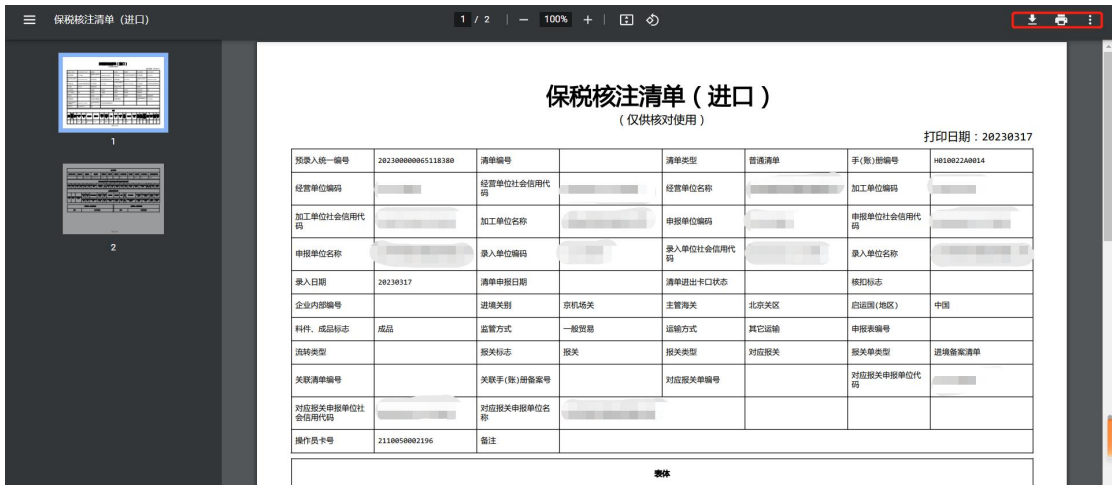 保税核注清单（进口）
1 / 2
100%
1
2
保税核注清单（进口）
（仅供核对使用）
打印日期：20230317
预录入统一编号 202300000065118380 清单编号 清单类型 普通清单 手(账)册编号 H010022A0014
经营单位编码 经营单位社会信用代码 经营单位名称 加工单位编码
加工单位社会信用代码 加工单位名称 申报单位编码 申报单位社会信用代码
申报单位名称 录入单位编码 录入单位社会信用代码 录入单位名称
录入日期 20230317 清单申报日期 清单进出卡口状态 核扣标志
企业内部编号 进境关别 京机场关 主管海关 北京关区 启运国(地区) 中国
料件、成品标志 成品 监管方式 一般贸易 运输方式 其它运输 申报表编号
流转类型 报关标志 报关 报关类型 对应报关 报关单类型 进境备案清单
关联清单编号 关联手(账)册备案号 对应报关单编号 对应报关申报单位代码
对应报关申报单位社会信用代码 对应报关申报单位名称
操作员卡号 2110050002196 备注
表体